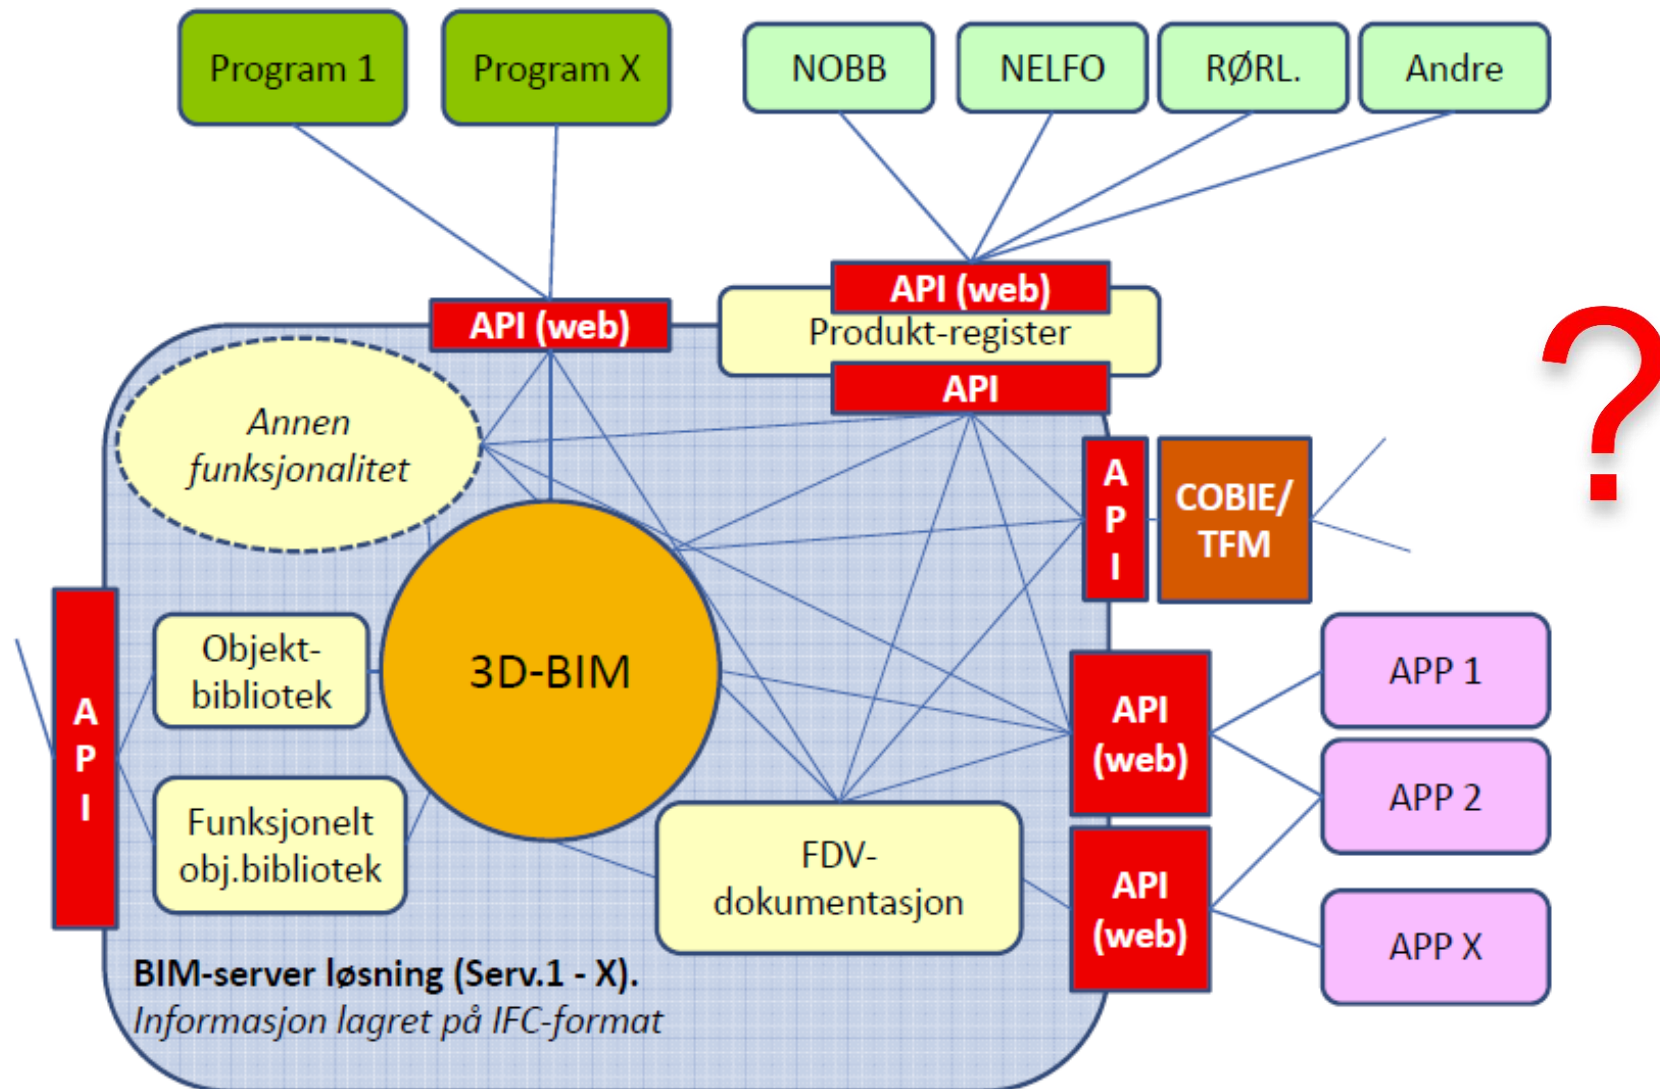 Program 1
Program X
NOBB
NELFO
RØRL.
Andre
API (web)
API (web)
Produkt-register
API
?
Annen
funksjonalitet
A
P
I
COBIE/
TFM
A
P
I
Objekt-
bibliotek
3D-BIM
API
(web)
APP 1
APP 2
Funksjonelt
obj.bibliotek
FDV-
dokumentasjon
API
(web)
APP X
BIM-server løsning (Serv.1 - X).
Informasjon lagret på IFC-format